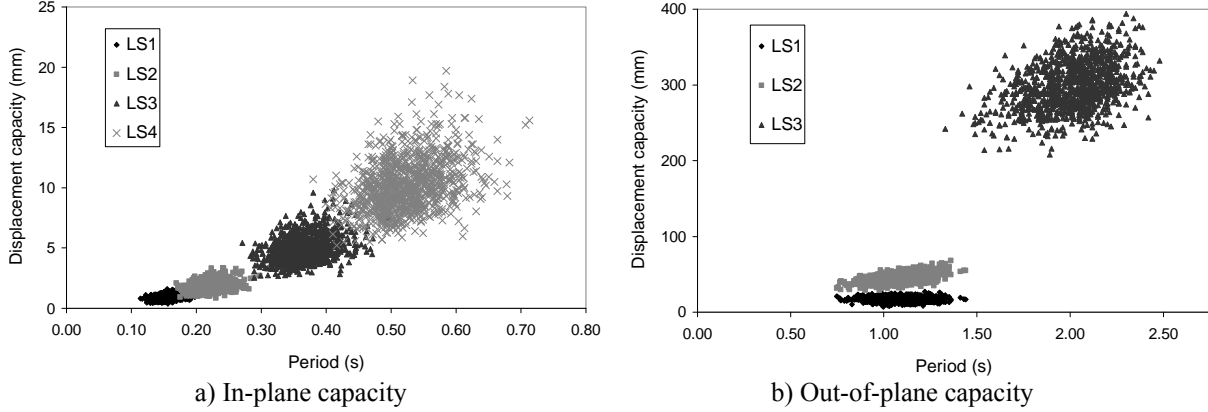 25
20
15
10
5
0
Displacement capacity (mm)
LS1
LS2
LS3
LS4
0.00 0.10 0.20 0.30 0.40 0.50 0.60 0.70 0.80
Period (s)
a) In-plane capacity
400
300
200
100
0
Displacement capacity (mm)
LS1
LS2
LS3
0.00 0.50 1.00 1.50 2.00 2.50
Period (s)
b) Out-of-plane capacity